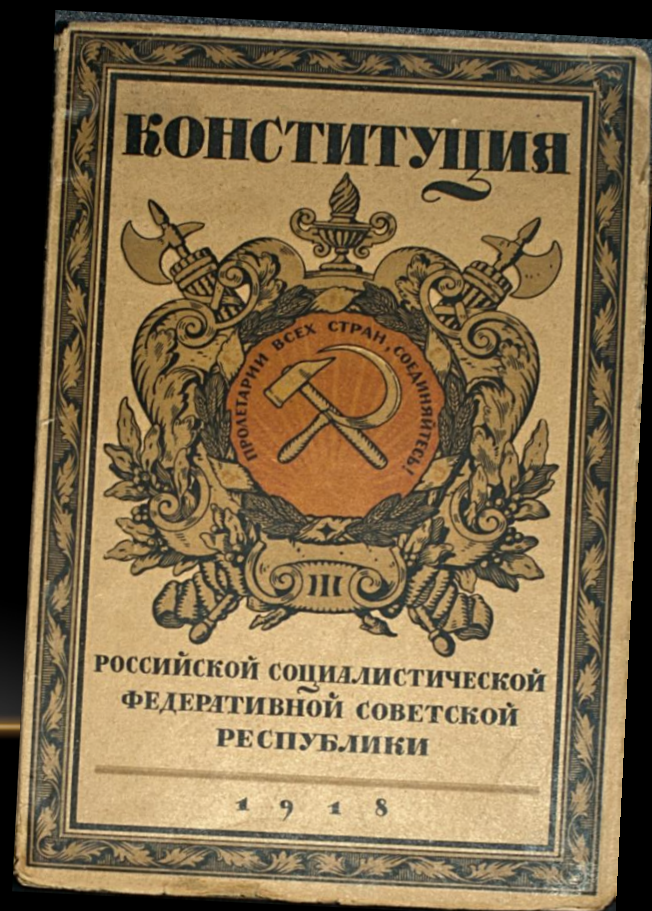 КОНСТИТУЦИЯ
ПРОЛЕТАРИИ ВСЕХ СТРАН, СОЕДИНЯЙТЕСЬ!
III
РОССИЙСКОЙ СОЦИАЛИСТИЧЕСКОЙ
ФЕДЕРАТИВНОЙ СОВЕТСКОЙ
РЕСПУБЛИКИ
1918